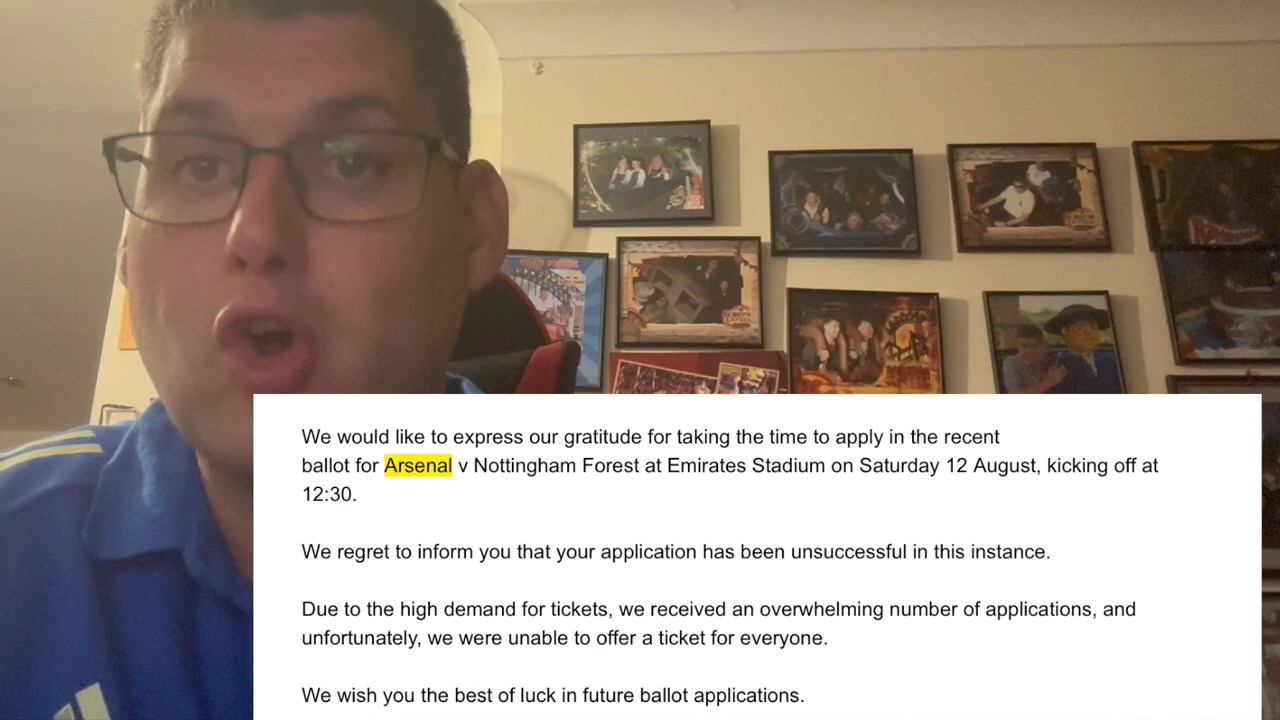 We would like to express our gratitude for taking the time to apply in the recent
ballot for Arsenal v Nottingham Forest at Emirates Stadium on Saturday 12 August, kicking off at
12:30.
We regret to inform you that your application has been unsuccessful in this instance.
Due to the high demand for tickets, we received an overwhelming number of applications, and
unfortunately, we were unable to offer a ticket for everyone.
We wish you the best of luck in future ballot applications.